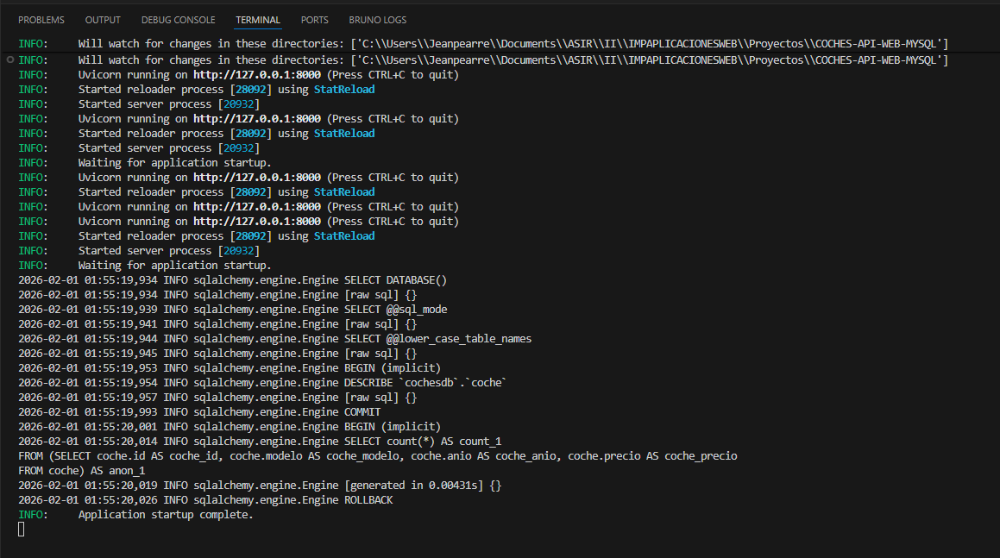 PROBLEMS OUTPUT DEBUG CONSOLE TERMINAL PORTS BRUNO LOGS
INFO: Will watch for changes in these directories: ['C:\\Users\\Jeanpearre\\Documents\\ASIR\\II\\IMPAPLICACIONESWEB\\Proyectos\\COCHES-API-WEB-MYSQL']
INFO: Will watch for changes in these directories: ['C:\\Users\\Jeanpearre\\Documents\\ASIR\\II\\IMPAPLICACIONESWEB\\Proyectos\\COCHES-API-WEB-MYSQL']
INFO: Uvicorn running on http://127.0.0.1:8000 (Press CTRL+C to quit)
INFO: Started reloader process [28092] using StatReload
INFO: Started server process [20932]
INFO: Uvicorn running on http://127.0.0.1:8000 (Press CTRL+C to quit)
INFO: Started reloader process [28092] using StatReload
INFO: Started server process [20932]
INFO: Waiting for application startup.
INFO: Uvicorn running on http://127.0.0.1:8000 (Press CTRL+C to quit)
INFO: Started reloader process [28092] using StatReload
INFO: Uvicorn running on http://127.0.0.1:8000 (Press CTRL+C to quit)
INFO: Uvicorn running on http://127.0.0.1:8000 (Press CTRL+C to quit)
INFO: Started reloader process [28092] using StatReload
INFO: Started server process [20932]
INFO: Waiting for application startup.
2026-02-01 01:55:19,934 INFO sqlalchemy.engine.Engine SELECT DATABASE()
2026-02-01 01:55:19,934 INFO sqlalchemy.engine.Engine [raw sql] {}
2026-02-01 01:55:19,939 INFO sqlalchemy.engine.Engine SELECT @@sql_mode
2026-02-01 01:55:19,941 INFO sqlalchemy.engine.Engine [raw sql] {}
2026-02-01 01:55:19,944 INFO sqlalchemy.engine.Engine SELECT @@lower_case_table_names
2026-02-01 01:55:19,945 INFO sqlalchemy.engine.Engine [raw sql] {}
2026-02-01 01:55:19,953 INFO sqlalchemy.engine.Engine BEGIN (implicit)
2026-02-01 01:55:19,954 INFO sqlalchemy.engine.Engine DESCRIBE `cochesdb`.`coche`
2026-02-01 01:55:19,957 INFO sqlalchemy.engine.Engine [raw sql] {}
2026-02-01 01:55:19,993 INFO sqlalchemy.engine.Engine COMMIT
2026-02-01 01:55:20,001 INFO sqlalchemy.engine.Engine BEGIN (implicit)
2026-02-01 01:55:20,014 INFO sqlalchemy.engine.Engine SELECT count(*) AS count_1
FROM (SELECT coche.id AS coche_id, coche.modelo AS coche_modelo, coche.anio AS coche_anio, coche.precio AS coche_precio
FROM coche) AS anon_1
2026-02-01 01:55:20,019 INFO sqlalchemy.engine.Engine [generated in 0.00431s] {}
2026-02-01 01:55:20,026 INFO sqlalchemy.engine.Engine ROLLBACK
INFO: Application startup complete.